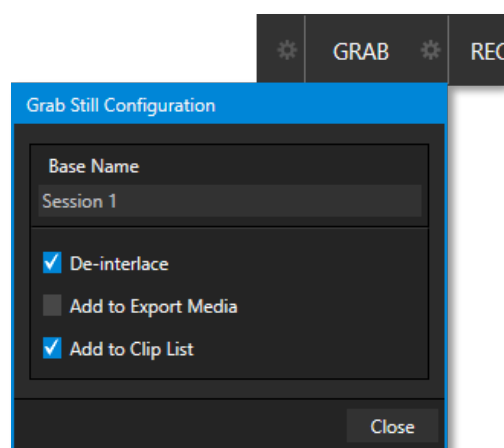 GRAB
REC
Grab Still Configuration
Base Name
Session 1
De-interlace
Add to Export Media
Add to Clip List
Close